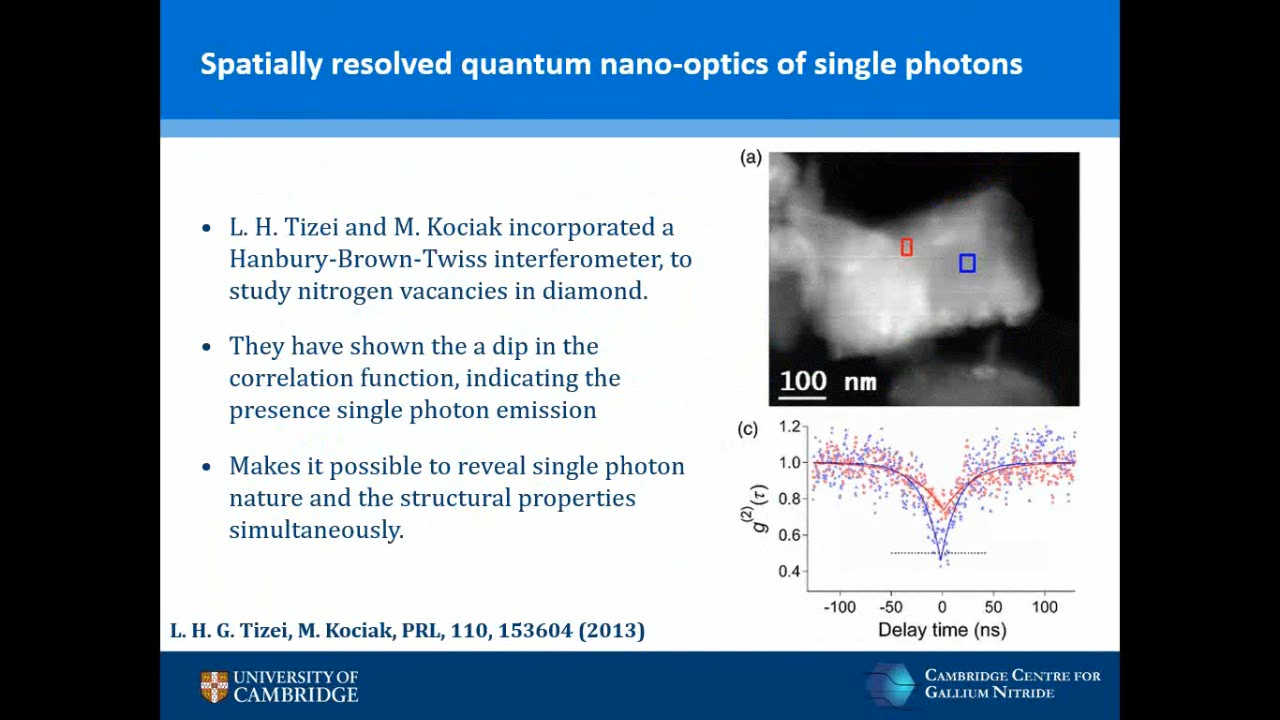 Spatially resolved quantum nano-optics of single photons
• L. H. Tizei and M. Kociak incorporated a
Hanbury-Brown-Twiss interferometer, to
study nitrogen vacancies in diamond.
• They have shown the a dip in the
correlation function, indicating the
presence single photon emission
• Makes it possible to reveal single photon
nature and the structural properties
simultaneously.
L. H. G. Tizei, M. Kociak, PRL, 110, 153604 (2013)
(a)
100 nm
(c)
1.2
1.0
0.8
0.6
0.4
g(2)(τ)
-100 -50 0 50 100
Delay time (ns)
UNIVERSITY OF
CAMBRIDGE
CAMBRIDGE CENTRE FOR
GALLIUM NITRIDE